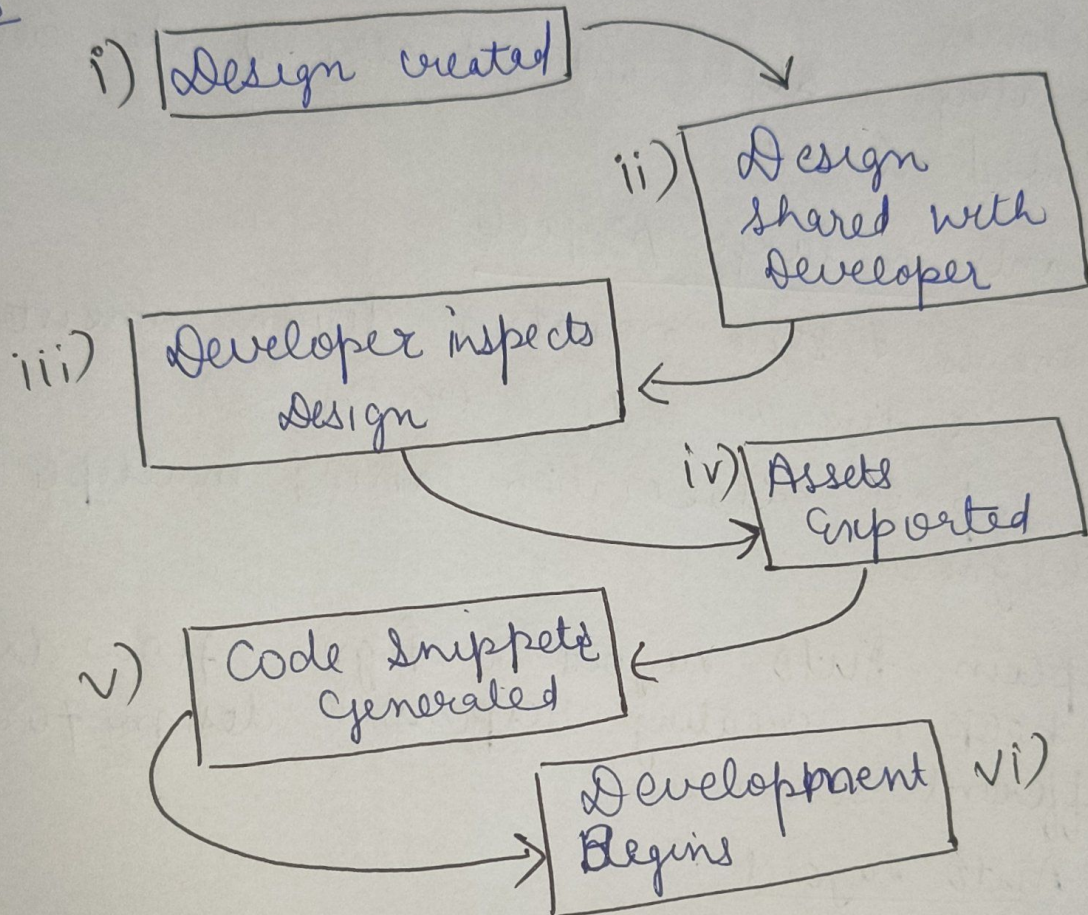 i) Design created
ii) Design
shared with
Developer
iii) Developer inspects
Design
iv) Assets
Exported
v) Code Snippets
Generated
vi) Development
Begins